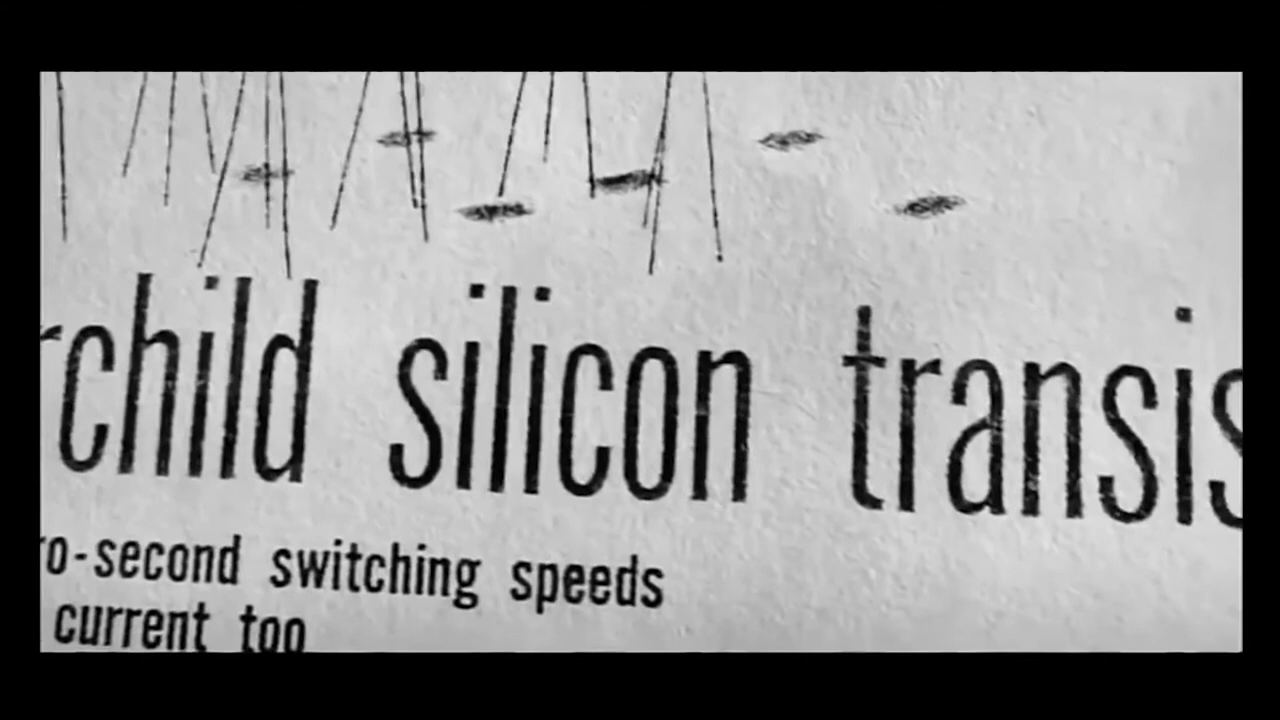 rchild silicon transis
ro-second switching speeds
current too